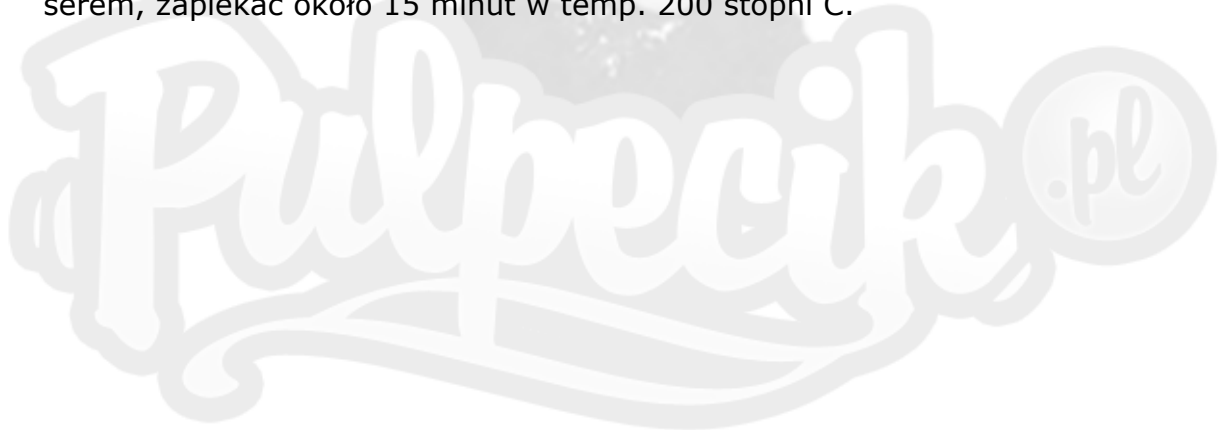 serem, zapiekać około 15 minut w temp. 200 stopni C.
Pulpecik.pl